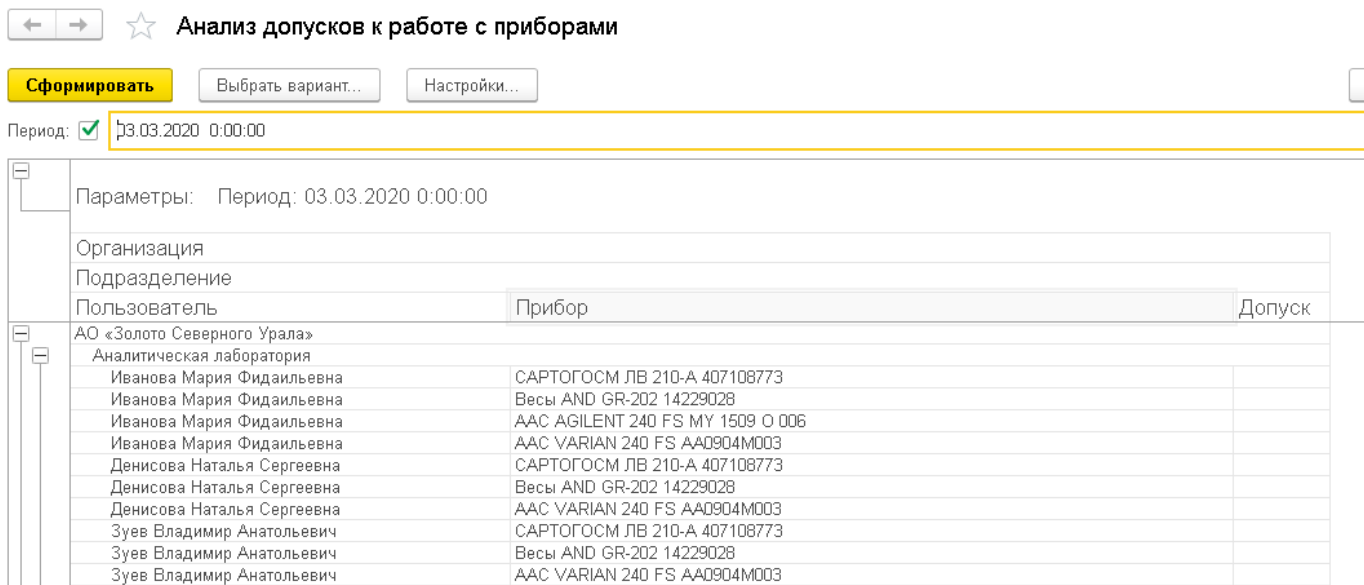 Анализ допусков к работе с приборами
Сформировать Выбрать вариант... Настройки...
Период: 03.03.2020 0:00:00
Параметры: Период: 03.03.2020 0:00:00
Организация
Подразделение
Пользователь Прибор Допуск
АО «Золото Северного Урала»
Аналитическая лаборатория
Иванова Мария Фидаильевна САРТОГОСМ ЛВ 210-А 407108773
Иванова Мария Фидаильевна Весы AND GR-202 14229028
Иванова Мария Фидаильевна ААС AGILENT 240 FS MY 1509 O 006
Иванова Мария Фидаильевна ААС VARIAN 240 FS AA0904M003
Денисова Наталья Сергеевна САРТОГОСМ ЛВ 210-А 407108773
Денисова Наталья Сергеевна Весы AND GR-202 14229028
Денисова Наталья Сергеевна ААС VARIAN 240 FS AA0904M003
Зуев Владимир Анатольевич САРТОГОСМ ЛВ 210-А 407108773
Зуев Владимир Анатольевич Весы AND GR-202 14229028
Зуев Владимир Анатольевич ААС VARIAN 240 FS AA0904M003